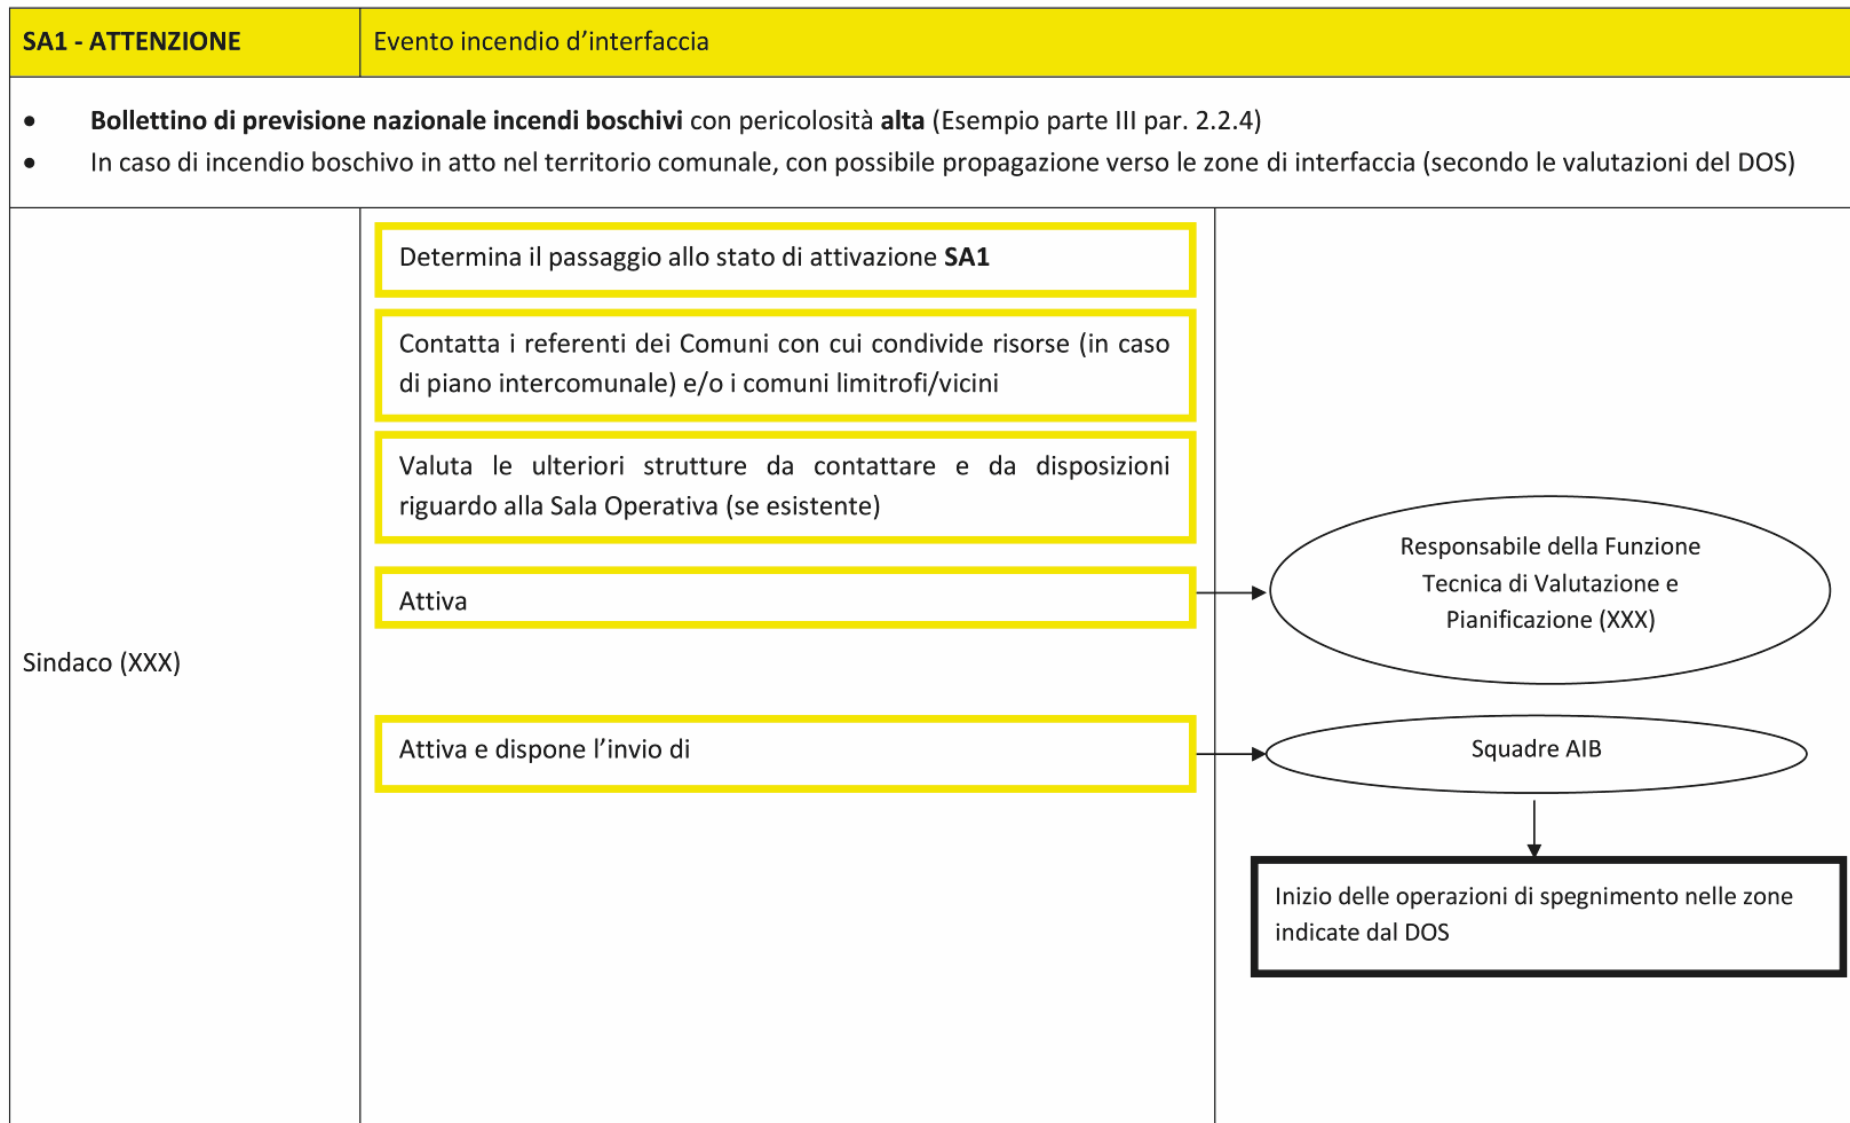 SA1 - ATTENZIONE
Evento incendio d’interfaccia
• Bollettino di previsione nazionale incendi boschivi con pericolosità alta (Esempio parte III par. 2.2.4)
• In caso di incendio boschivo in atto nel territorio comunale, con possibile propagazione verso le zone di interfaccia (secondo le valutazioni del DOS)
Sindaco (XXX)
Determina il passaggio allo stato di attivazione SA1
Contatta i referenti dei Comuni con cui condivide risorse (in caso
di piano intercomunale) e/o i comuni limitrofi/vicini
Valuta le ulteriori strutture da contattare e da disposizioni
riguardo alla Sala Operativa (se esistente)
Attiva
Responsabile della Funzione
Tecnica di Valutazione e
Pianificazione (XXX)
Attiva e dispone l’invio di
Squadre AIB
Inizio delle operazioni di spegnimento nelle zone
indicate dal DOS